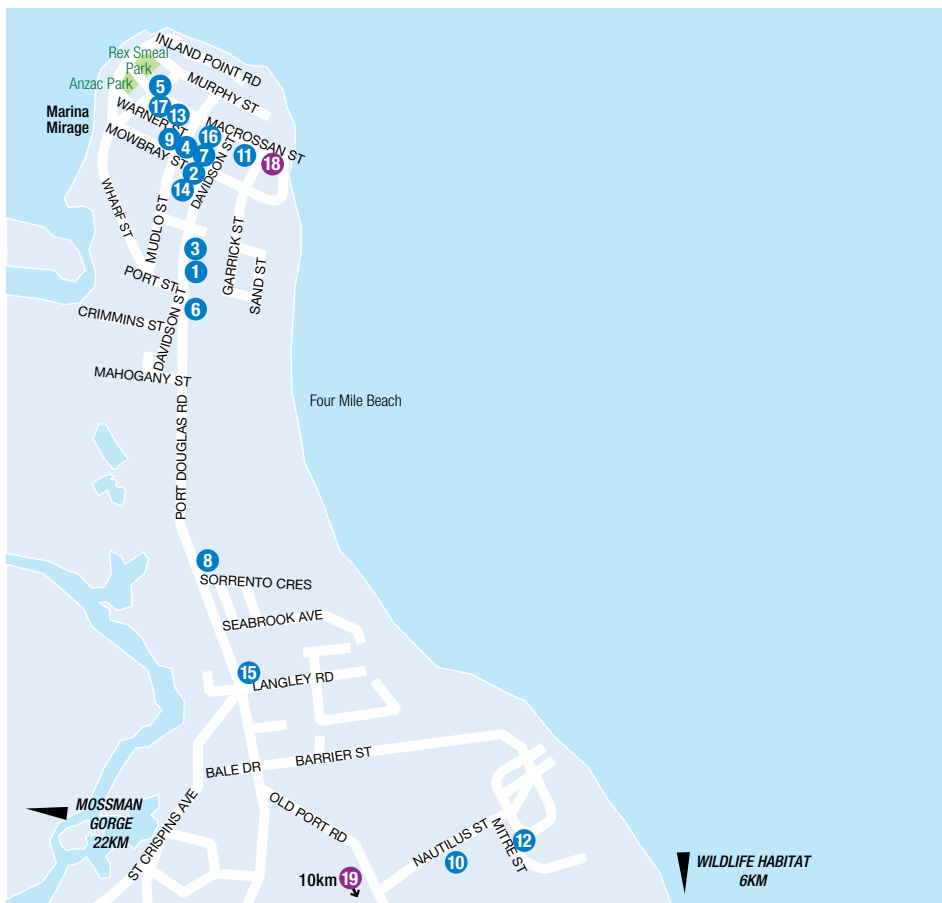 INLAND POINT RD
Rex Smeal
Park
MURPHY ST
Anzac Park
5
17
13
Marina
Mirage
WARNER ST
MACROSSAN ST
MOWBRAY ST
9
4
16
7
11
18
DAVIDSON ST
2
14
WHARF ST
MUDLO ST
GARRICK ST
SAND ST
3
1
PORT ST
6
CRIMMINS ST
DAVIDSON ST
MAHOGANY ST
Four Mile Beach
PORT DOUGLAS RD
8
SORRENTO CRES
SEABROOK AVE
15
LANGLEY RD
BARRIER ST
BALE DR
OLD PORT RD
MOSSMAN
GORGE
22KM
ST CRISPINS AVE
NAUTILUS ST
MITRE ST
12
10
10km
19
WILDLIFE HABITAT
6KM